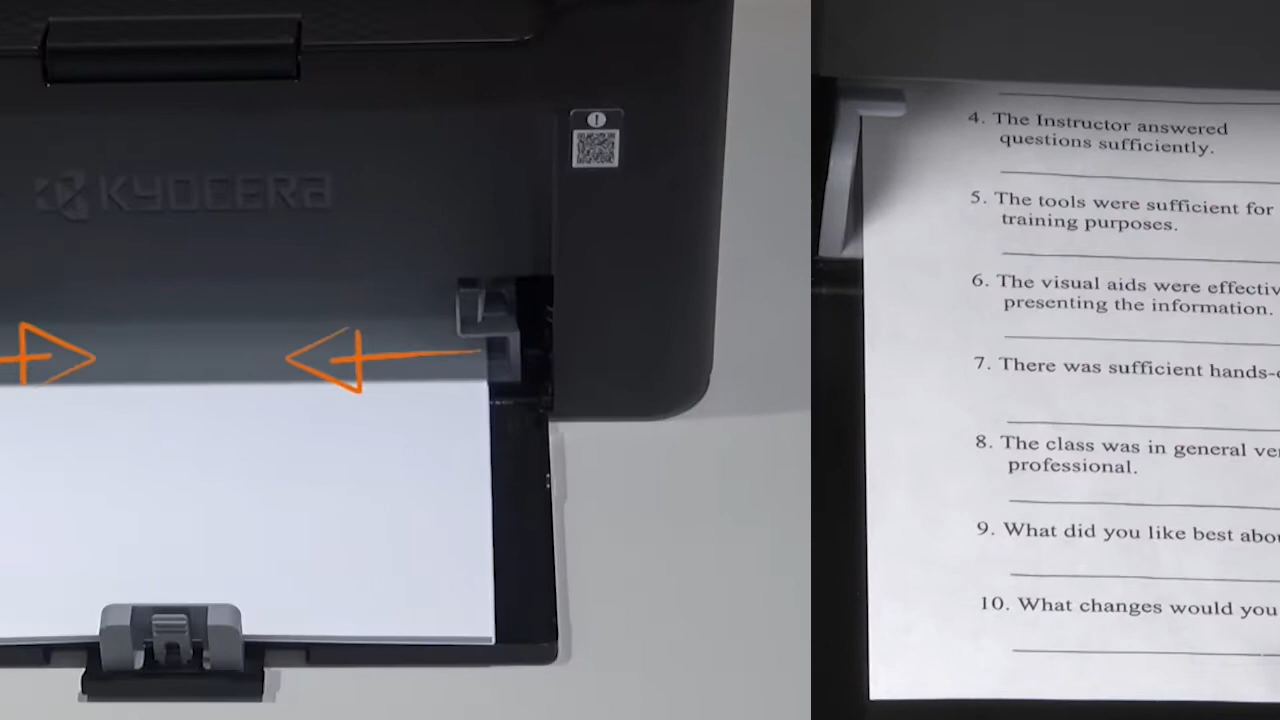 KYOCERA
!
4. The Instructor answered
questions sufficiently.
5. The tools were sufficient for
training purposes.
6. The visual aids were effectiv
presenting the information.
7. There was sufficient hands-
8. The class was in general ve
professional.
9. What did you like best abo
10. What changes would you